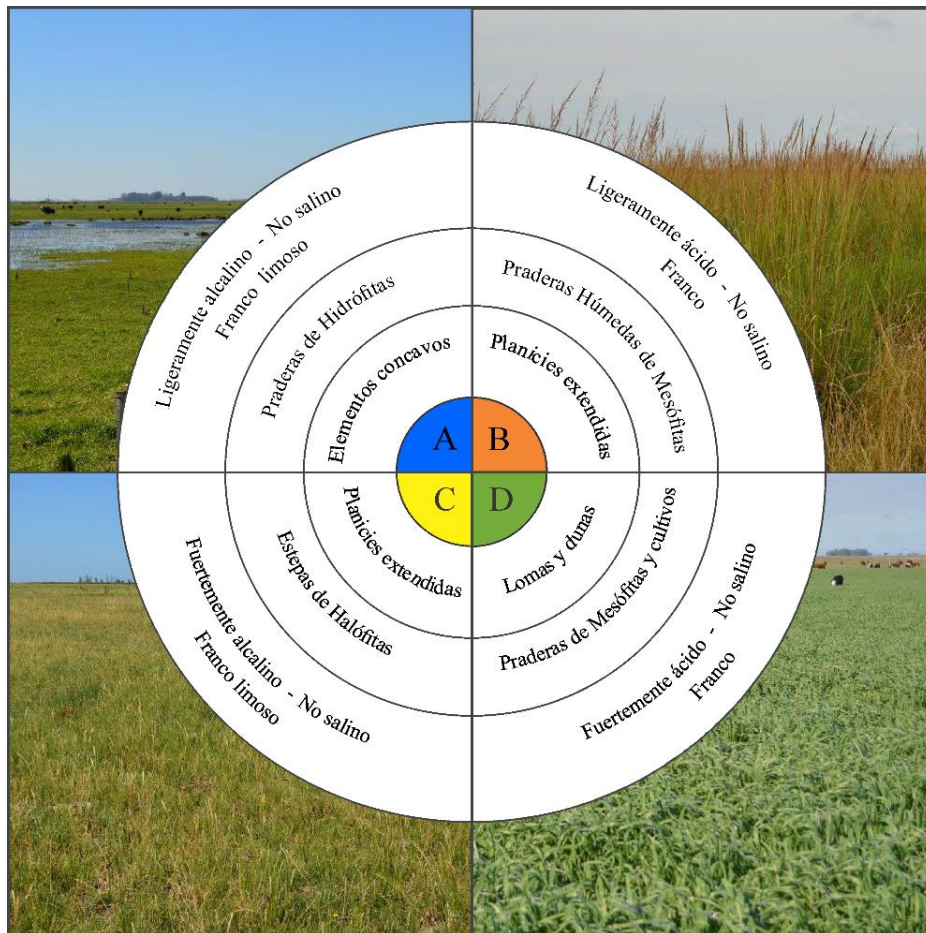 Ligeramente alcalino - No salino
Franco limoso
Praderas de Hidrófitas
Elementos concavos
A
Ligeramente ácido - No salino
Franco
Praderas Húmedas de Mesófitas
Planícies extendidas
B
C
Planícies extendidas
Estepas de Halófitas
Fuertemente alcalino - No salino
Franco limoso
D
Lomas y dunas
Praderas de Mesófitas y cultivos
Fuertemente ácido - No salino
Franco